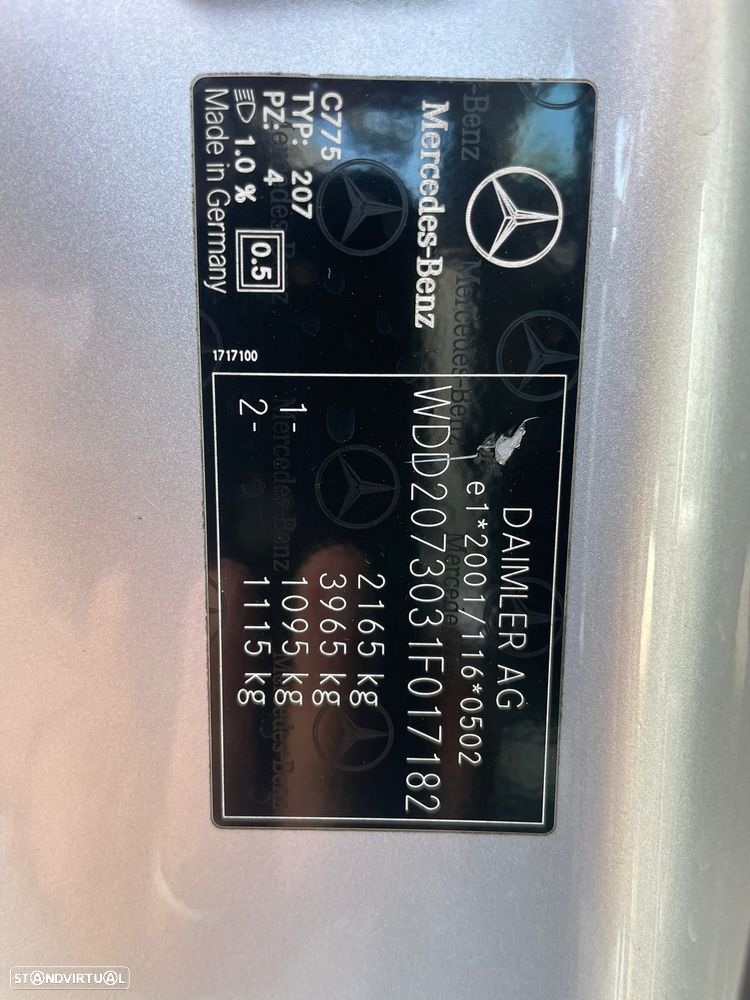 Mercedes-Benz
C775
TYP: 207
PZ: 4
1.0 % 0.5
Made in Germany
1717100
DAIMLER AG
e1*2001/116*0502
WDD2073031F017182
2165 kg
3965 kg
1- 1095 kg
2- 1115 kg
STANDVIRTUAL